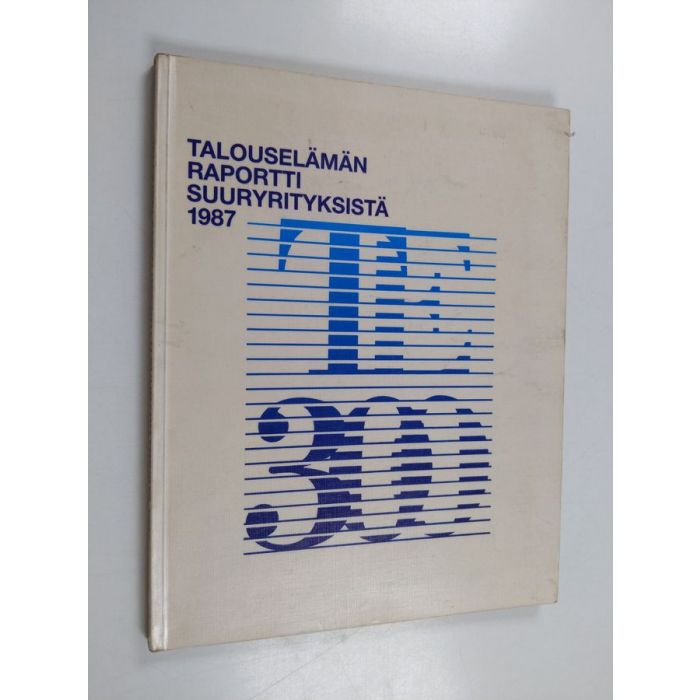 TALOUSELÄMÄN
RAPORTTI
SUURYRITYKSISTÄ
1987
TE
300